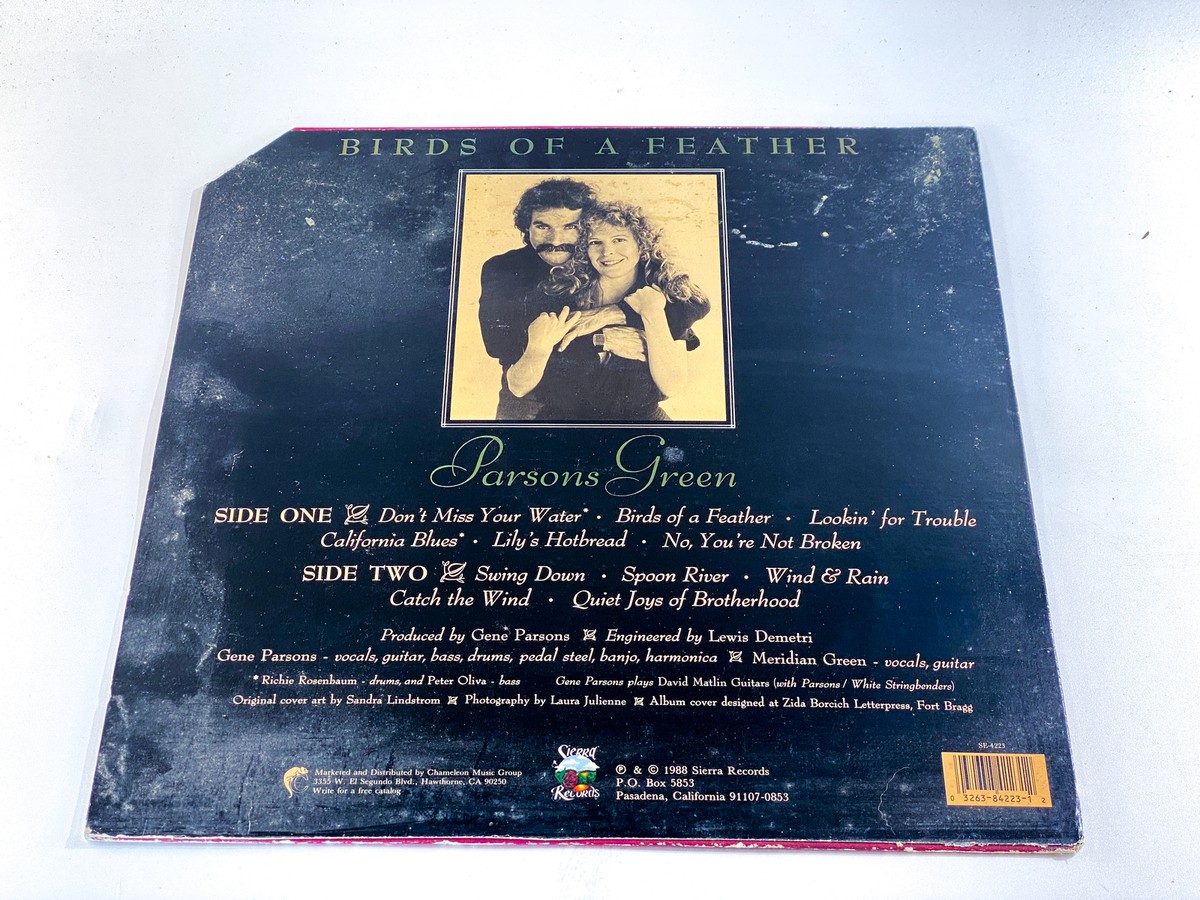 BIRDS OF A FEATHER
Parsons Green
SIDE ONE Don't Miss Your Water* • Birds of a Feather • Lookin' for Trouble
California Blues* • Lily's Hotbread • No, You're Not Broken
SIDE TWO Swing Down • Spoon River • Wind & Rain
Catch the Wind • Quiet Joys of Brotherhood
Produced by Gene Parsons Engineered by Lewis Demetri
Gene Parsons - vocals, guitar, bass, drums, pedal steel, banjo, harmonica Meridian Green - vocals, guitar
* Richie Rosenbaum - drums, and Peter Oliva - bass Gene Parsons plays David Matlin Guitars (with Parsons / White Stringbenders)
Original cover art by Sandra Lindstrom Photography by Laura Julienne Album cover designed at Zida Borcich Letterpress, Fort Bragg
Marketed and Distributed by Chameleon Music Group
3355 W. El Segundo Blvd., Hawthorne, CA 90250
Write for a free catalog
Sierra
Records
℗ & © 1988 Sierra Records
P.O. Box 5853
Pasadena, California 91107-0853
SE-4223
0 3263-84223-1 2